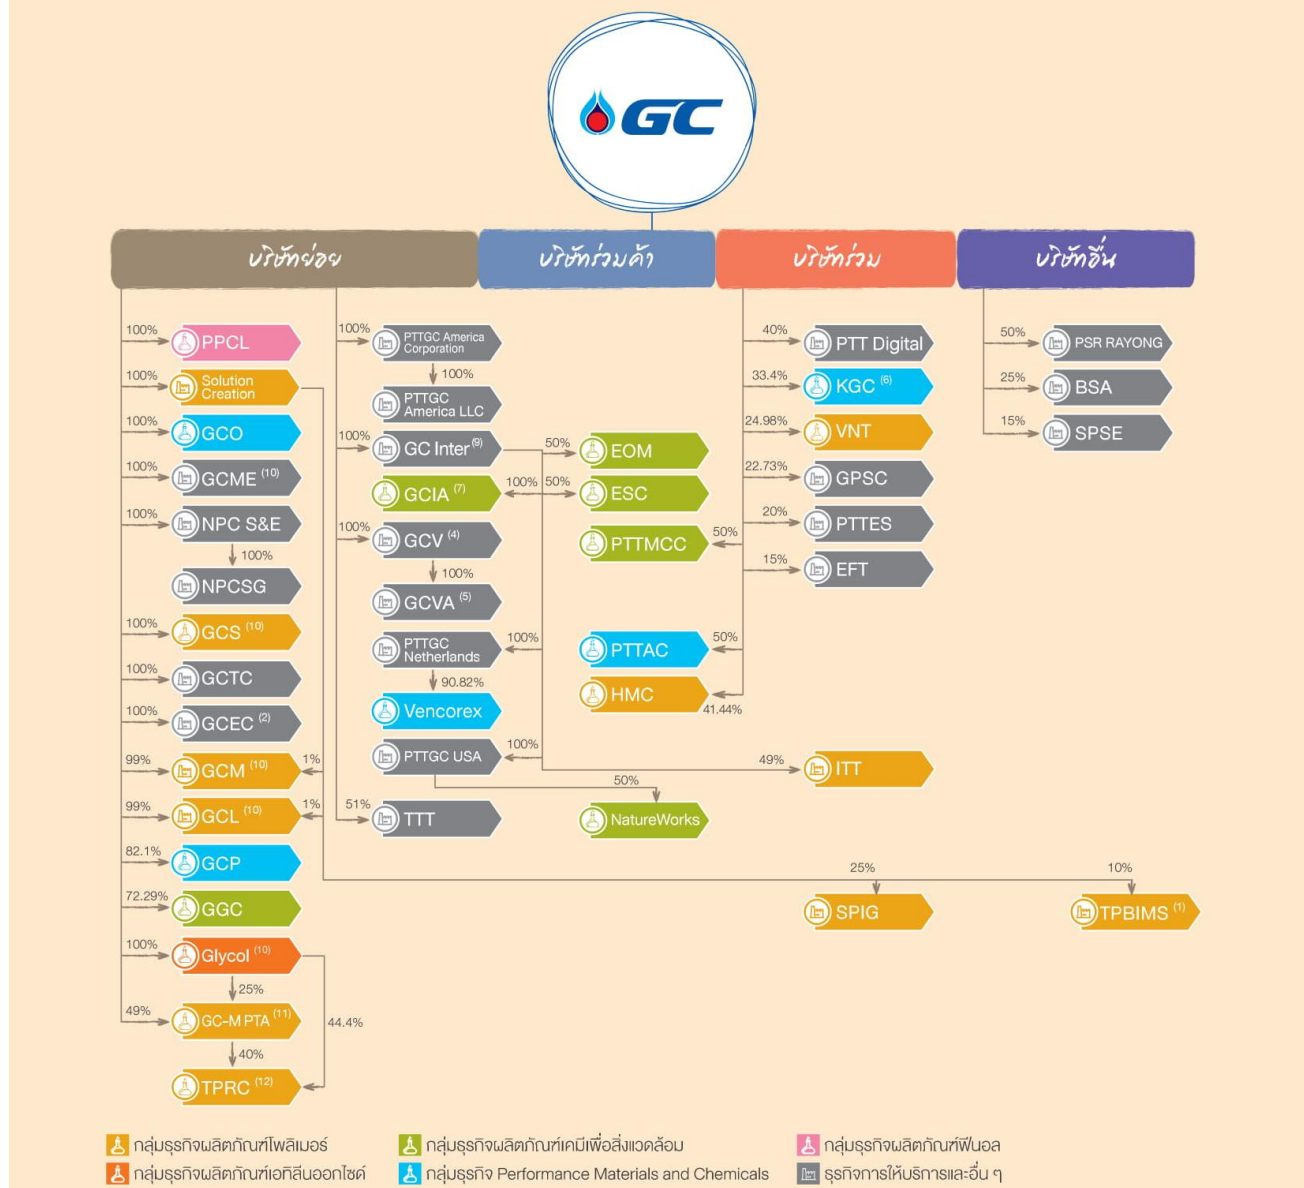 GC
บริษัทย่อย
บริษัทร่วมค้า
บริษัทร่วม
บริษัทอื่น
100%
PPCL
100%
Solution
Creation
100%
GCO
100%
GCME (10)
100%
NPC S&E
100%
NPCSG
100%
GCS (10)
100%
GCTC
100%
GCEC (2)
99%
GCM (10)
1%
99%
GCL (10)
1%
82.1%
GCP
72.29%
GGC
100%
Glycol (10)
25%
49%
GC-M PTA (11)
44.4%
40%
TPRC (12)
100%
PTTGC America
Corporation
100%
PTTGC
America LLC
100%
GC Inter (9)
GCIA (7)
100%
100%
GCV (4)
100%
GCVA (5)
PTTGC
Netherlands
100%
90.82%
Vencorex
PTTGC USA
100%
50%
51%
TTT
50%
EOM
50%
ESC
PTTMCC
50%
PTTAC
50%
HMC
41.44%
NatureWorks
40%
PTT Digital
33.4%
KGC (6)
24.98%
VNT
22.73%
GPSC
20%
PTTES
15%
EFT
49%
ITT
25%
SPIG
50%
PSR RAYONG
25%
BSA
15%
SPSE
10%
TPBIMS (1)
กลุ่มธุรกิจผลิตภัณฑ์โพลิเมอร์
กลุ่มธุรกิจผลิตภัณฑ์เคมีเพื่อสิ่งแวดล้อม
กลุ่มธุรกิจผลิตภัณฑ์ฟีนอล
กลุ่มธุรกิจผลิตภัณฑ์เอทิลีนออกไซด์
กลุ่มธุรกิจ Performance Materials and Chemicals
ธุรกิจการให้บริการและอื่น ๆ